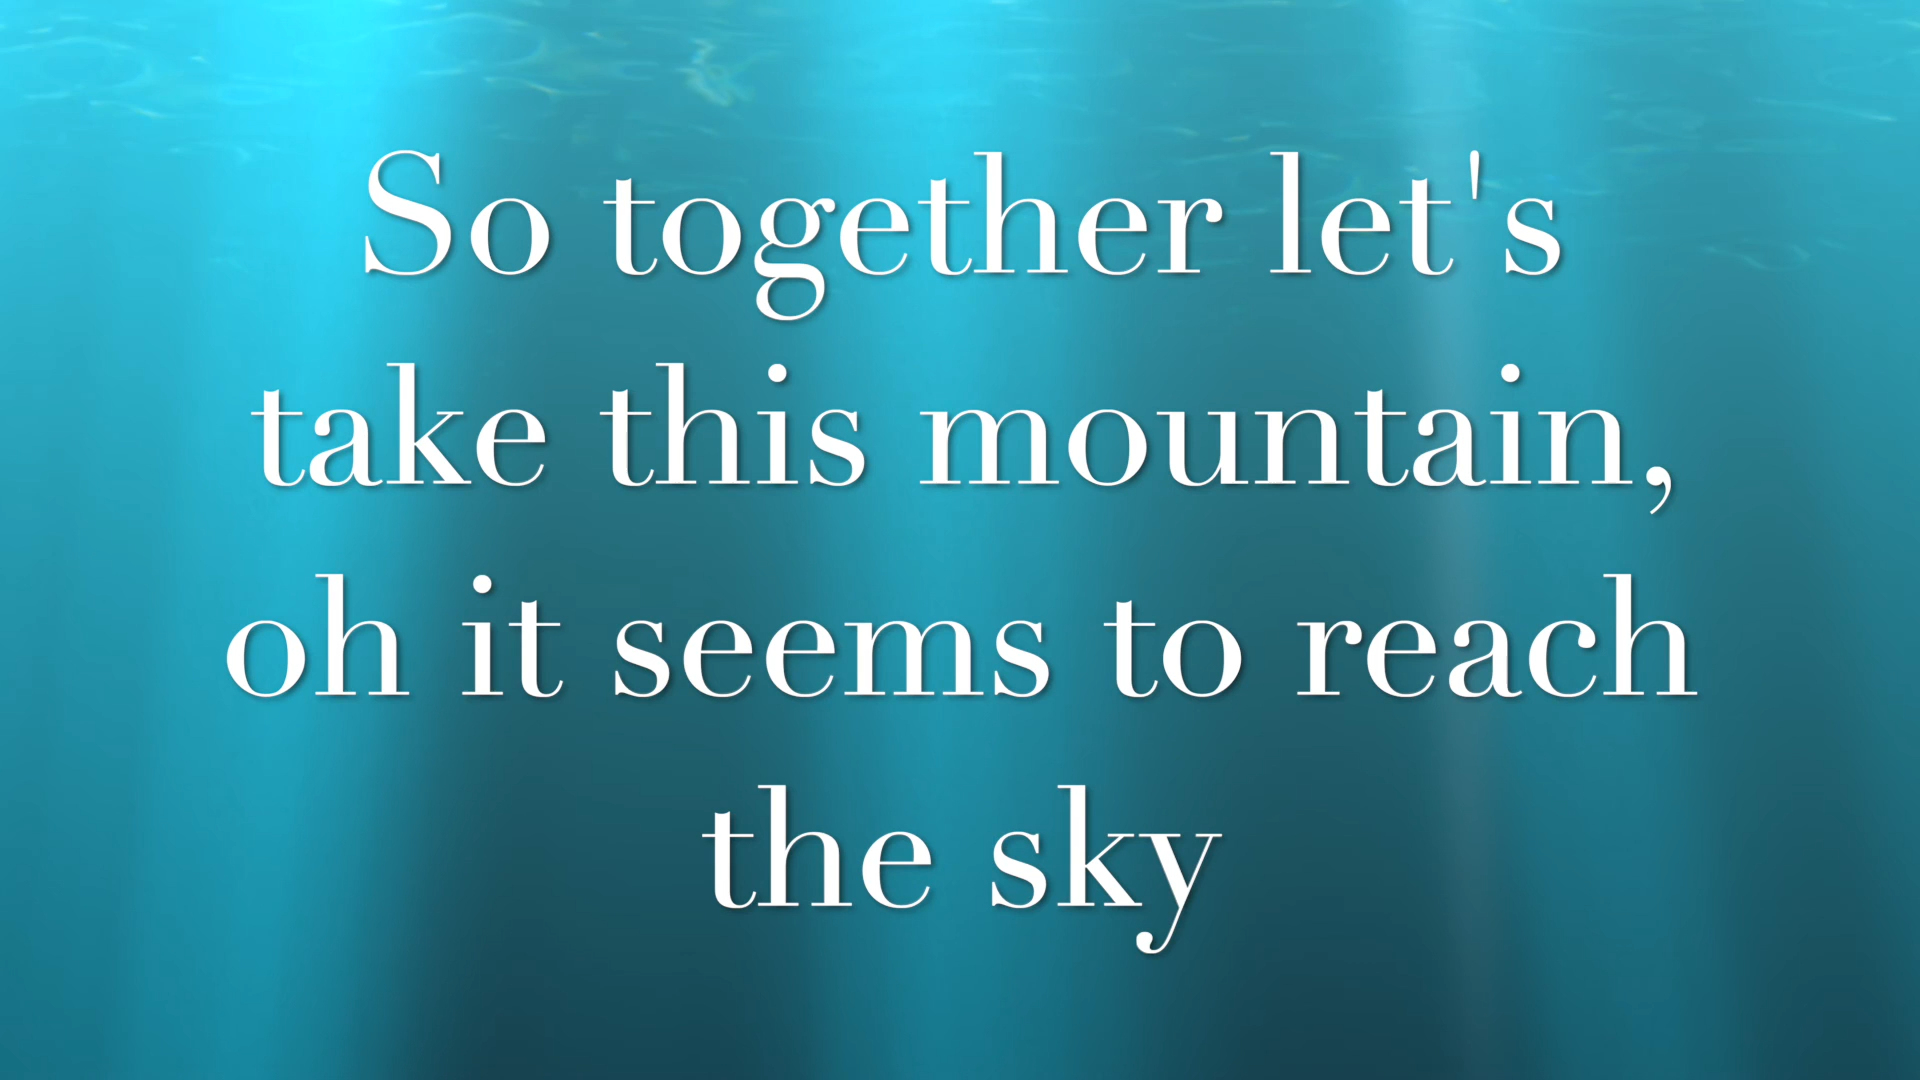 So together let's
take this mountain,
oh it seems to reach
the sky